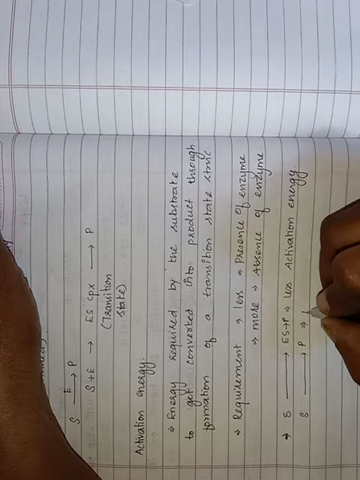 S —E→ P
S + E → ES cpx → P
(Transition
state)
Activation energy.
→ Energy required by the substrate
to get converted into product through
formation of a transition state
→ Requirement → less → Presence of enzyme
→ more → Absence of enzyme
→ S → ES→P → Less Activation energy.
S → P →